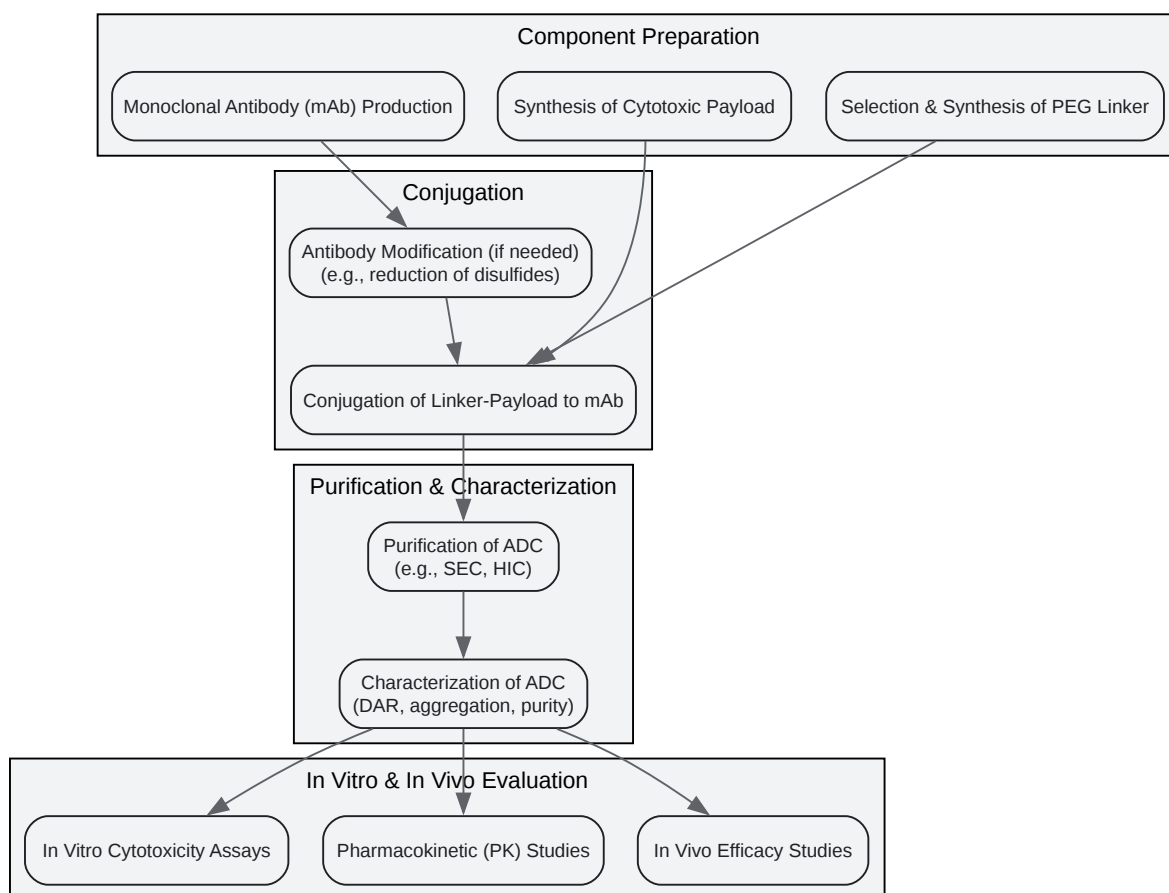 Component Preparation
Monoclonal Antibody (mAb) Production
Synthesis of Cytotoxic Payload
Selection & Synthesis of PEG Linker
Conjugation
Antibody Modification (if needed)
(e.g., reduction of disulfides)
Conjugation of Linker-Payload to mAb
Purification & Characterization
Purification of ADC
(e.g., SEC, HIC)
Characterization of ADC
(DAR, aggregation, purity)
In Vitro & In Vivo Evaluation
In Vitro Cytotoxicity Assays
Pharmacokinetic (PK) Studies
In Vivo Efficacy Studies